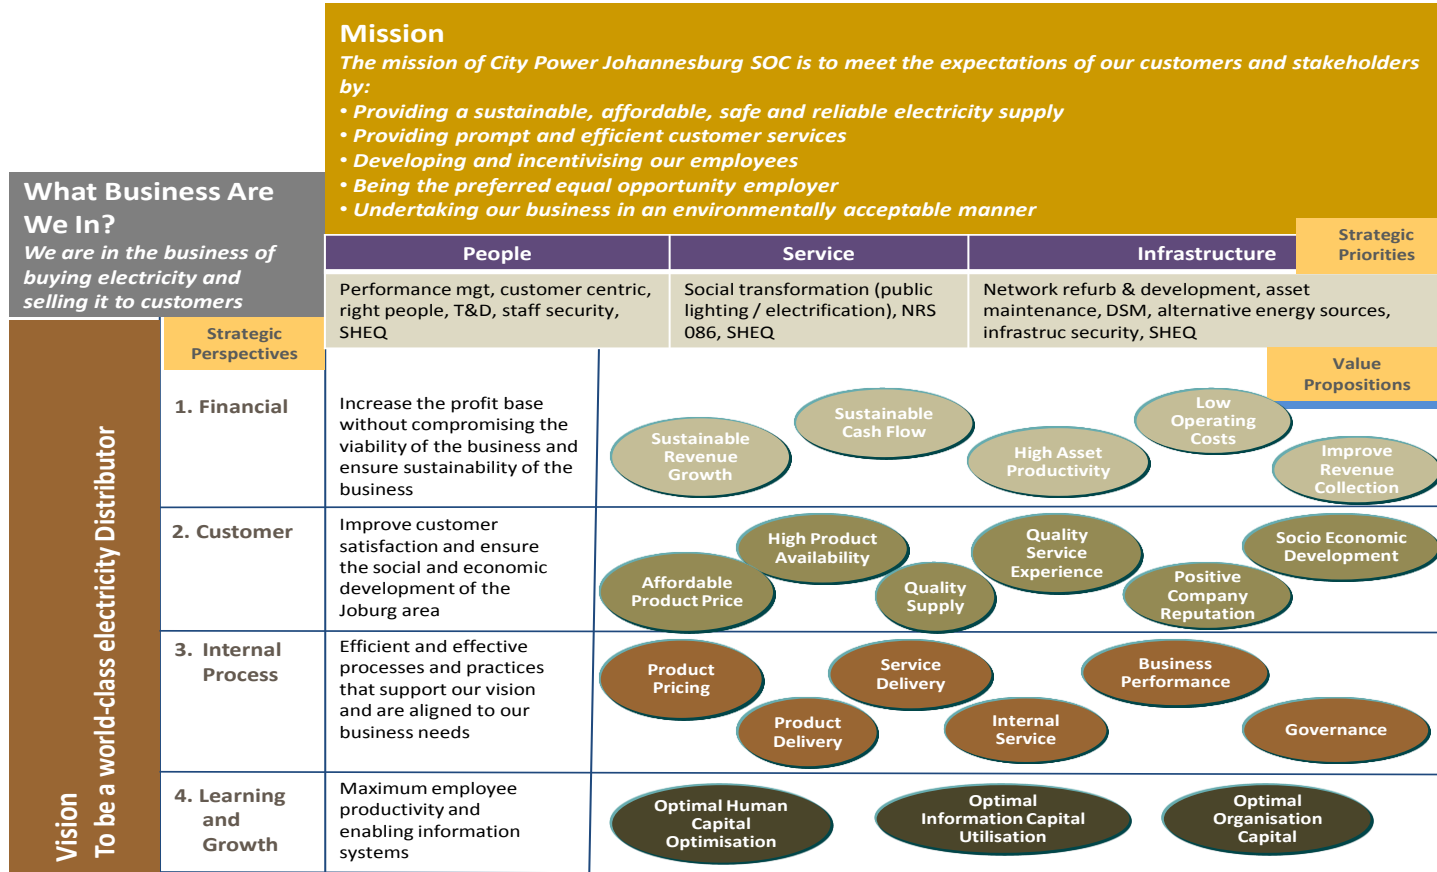 Mission
The mission of City Power Johannesburg SOC is to meet the expectations of our customers and stakeholders
by:
• Providing a sustainable, affordable, safe and reliable electricity supply
• Providing prompt and efficient customer services
• Developing and incentivising our employees
• Being the preferred equal opportunity employer
• Undertaking our business in an environmentally acceptable manner
What Business Are
We In?
We are in the business of
buying electricity and
selling it to customers
Strategic
Priorities
People
Service
Infrastructure
Performance mgt, customer centric,
right people, T&D, staff security,
SHEQ
Social transformation (public
lighting / electrification), NRS
086, SHEQ
Network refurb & development, asset
maintenance, DSM, alternative energy sources,
infrastruc security, SHEQ
Strategic
Perspectives
Value
Propositions
Vision
To be a world-class electricity Distributor
1. Financial
Increase the profit base
without compromising the
viability of the business and
ensure sustainability of the
business
Sustainable
Revenue
Growth
Sustainable
Cash Flow
High Asset
Productivity
Low
Operating
Costs
Improve
Revenue
Collection
2. Customer
Improve customer
satisfaction and ensure
the social and economic
development of the
Joburg area
Affordable
Product Price
High Product
Availability
Quality
Supply
Quality
Service
Experience
Positive
Company
Reputation
Socio Economic
Development
3. Internal
Process
Efficient and effective
processes and practices
that support our vision
and are aligned to our
business needs
Product
Pricing
Product
Delivery
Service
Delivery
Internal
Service
Business
Performance
Governance
4. Learning
and
Growth
Maximum employee
productivity and
enabling information
systems
Optimal Human
Capital
Optimisation
Optimal
Information Capital
Utilisation
Optimal
Organisation
Capital